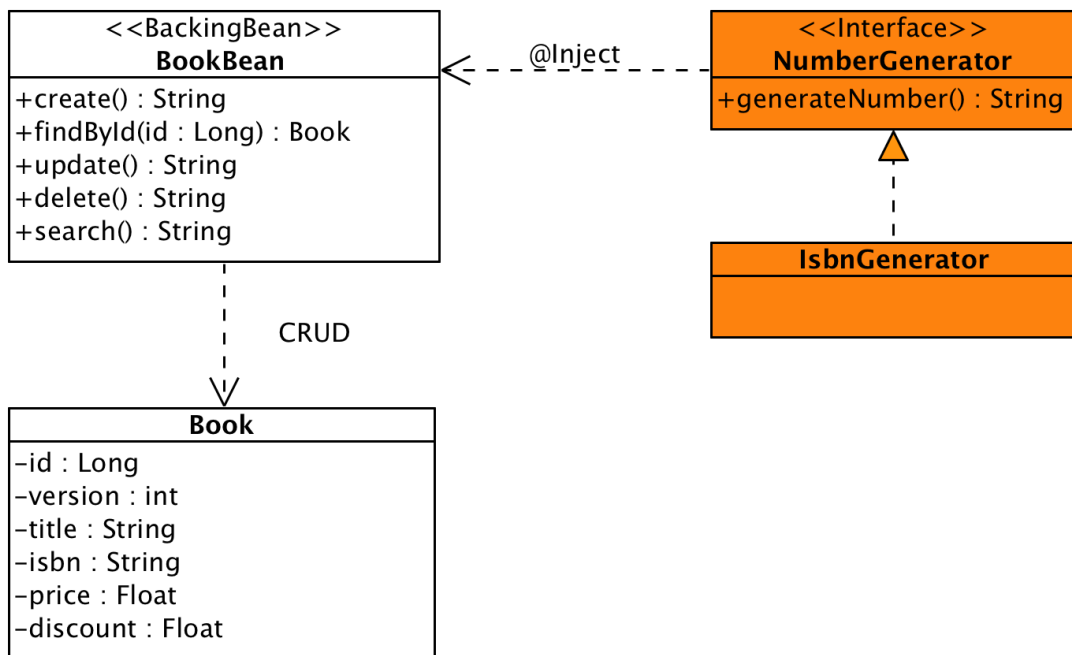 <<BackingBean>>
BookBean
+create() : String
+findById(id : Long) : Book
+update() : String
+delete() : String
+search() : String
@Inject
<<Interface>>
NumberGenerator
+generateNumber() : String
IsbnGenerator
CRUD
Book
-id : Long
-version : int
-title : String
-isbn : String
-price : Float
-discount : Float